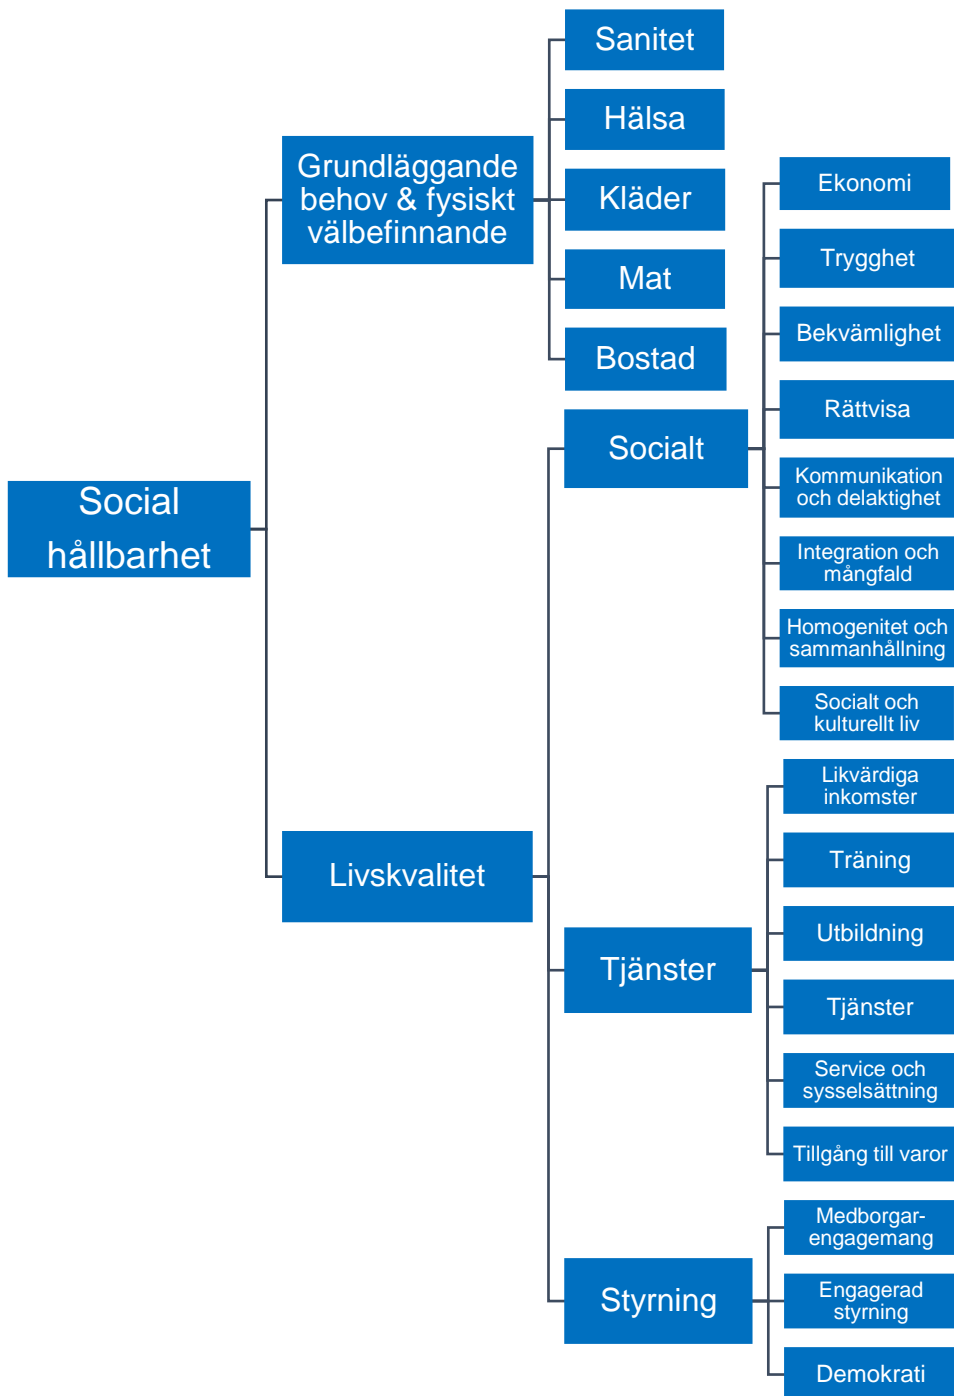 Social
hållbarhet
Grundläggande
behov & fysiskt
välbefinnande
Sanitet
Hälsa
Kläder
Mat
Bostad
Livskvalitet
Socialt
Ekonomi
Trygghet
Bekvämlighet
Rättvisa
Kommunikation
och delaktighet
Integration och
mångfald
Homogenitet och
sammanhållning
Socialt och
kulturellt liv
Tjänster
Likvärdiga
inkomster
Träning
Utbildning
Tjänster
Service och
sysselsättning
Tillgång till varor
Styrning
Medborgar-
engagemang
Engagerad
styrning
Demokrati